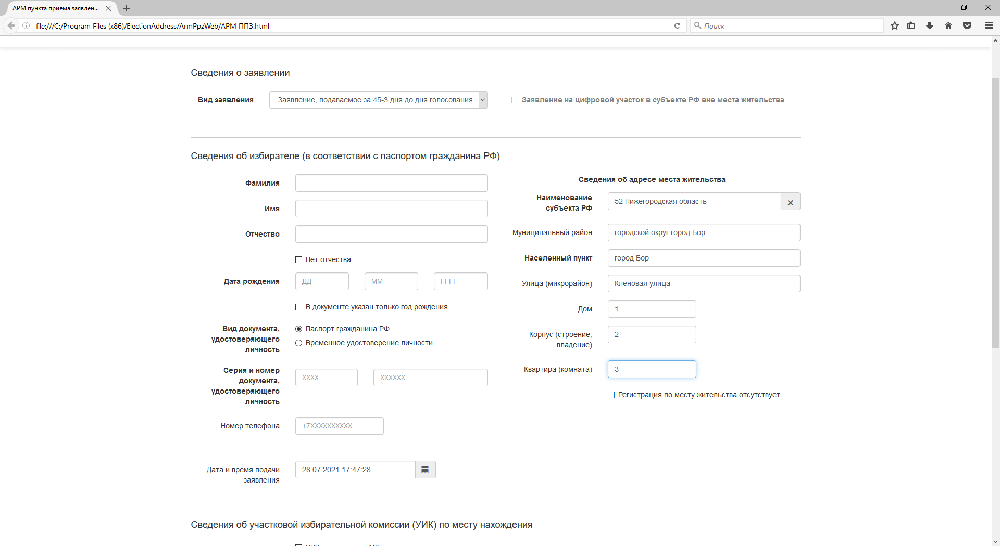 АРМ пункта приема заявлен...
file:///C:/Program Files (x86)/ElectionAddress/ArmPpzWeb/АРМ ППЗ.html
Поиск
Сведения о заявлении
Вид заявления
Заявление, подаваемое за 45-3 дня до дня голосования
Заявление на цифровой участок в субъекте РФ вне места жительства
Сведения об избирателе (в соответствии с паспортом гражданина РФ)
Фамилия
Имя
Отчество
Нет отчества
Дата рождения
ДД
ММ
ГГГГ
В документе указан только год рождения
Вид документа,
удостоверяющего
личность
Паспорт гражданина РФ
Временное удостоверение личности
Серия и номер
документа,
удостоверяющего
личность
XXXX
XXXXXX
Номер телефона
+7XXXXXXXXXX
Дата и время подачи
заявления
28.07.2021 17:47:28
Сведения об адресе места жительства
Наименование
субъекта РФ
52 Нижегородская область
Муниципальный район
городской округ город Бор
Населенный пункт
город Бор
Улица (микрорайон)
Кленовая улица
Дом
1
Корпус (строение,
владение)
2
Квартира (комната)
3
Регистрация по месту жительства отсутствует
Сведения об участковой избирательной комиссии (УИК) по месту нахождения